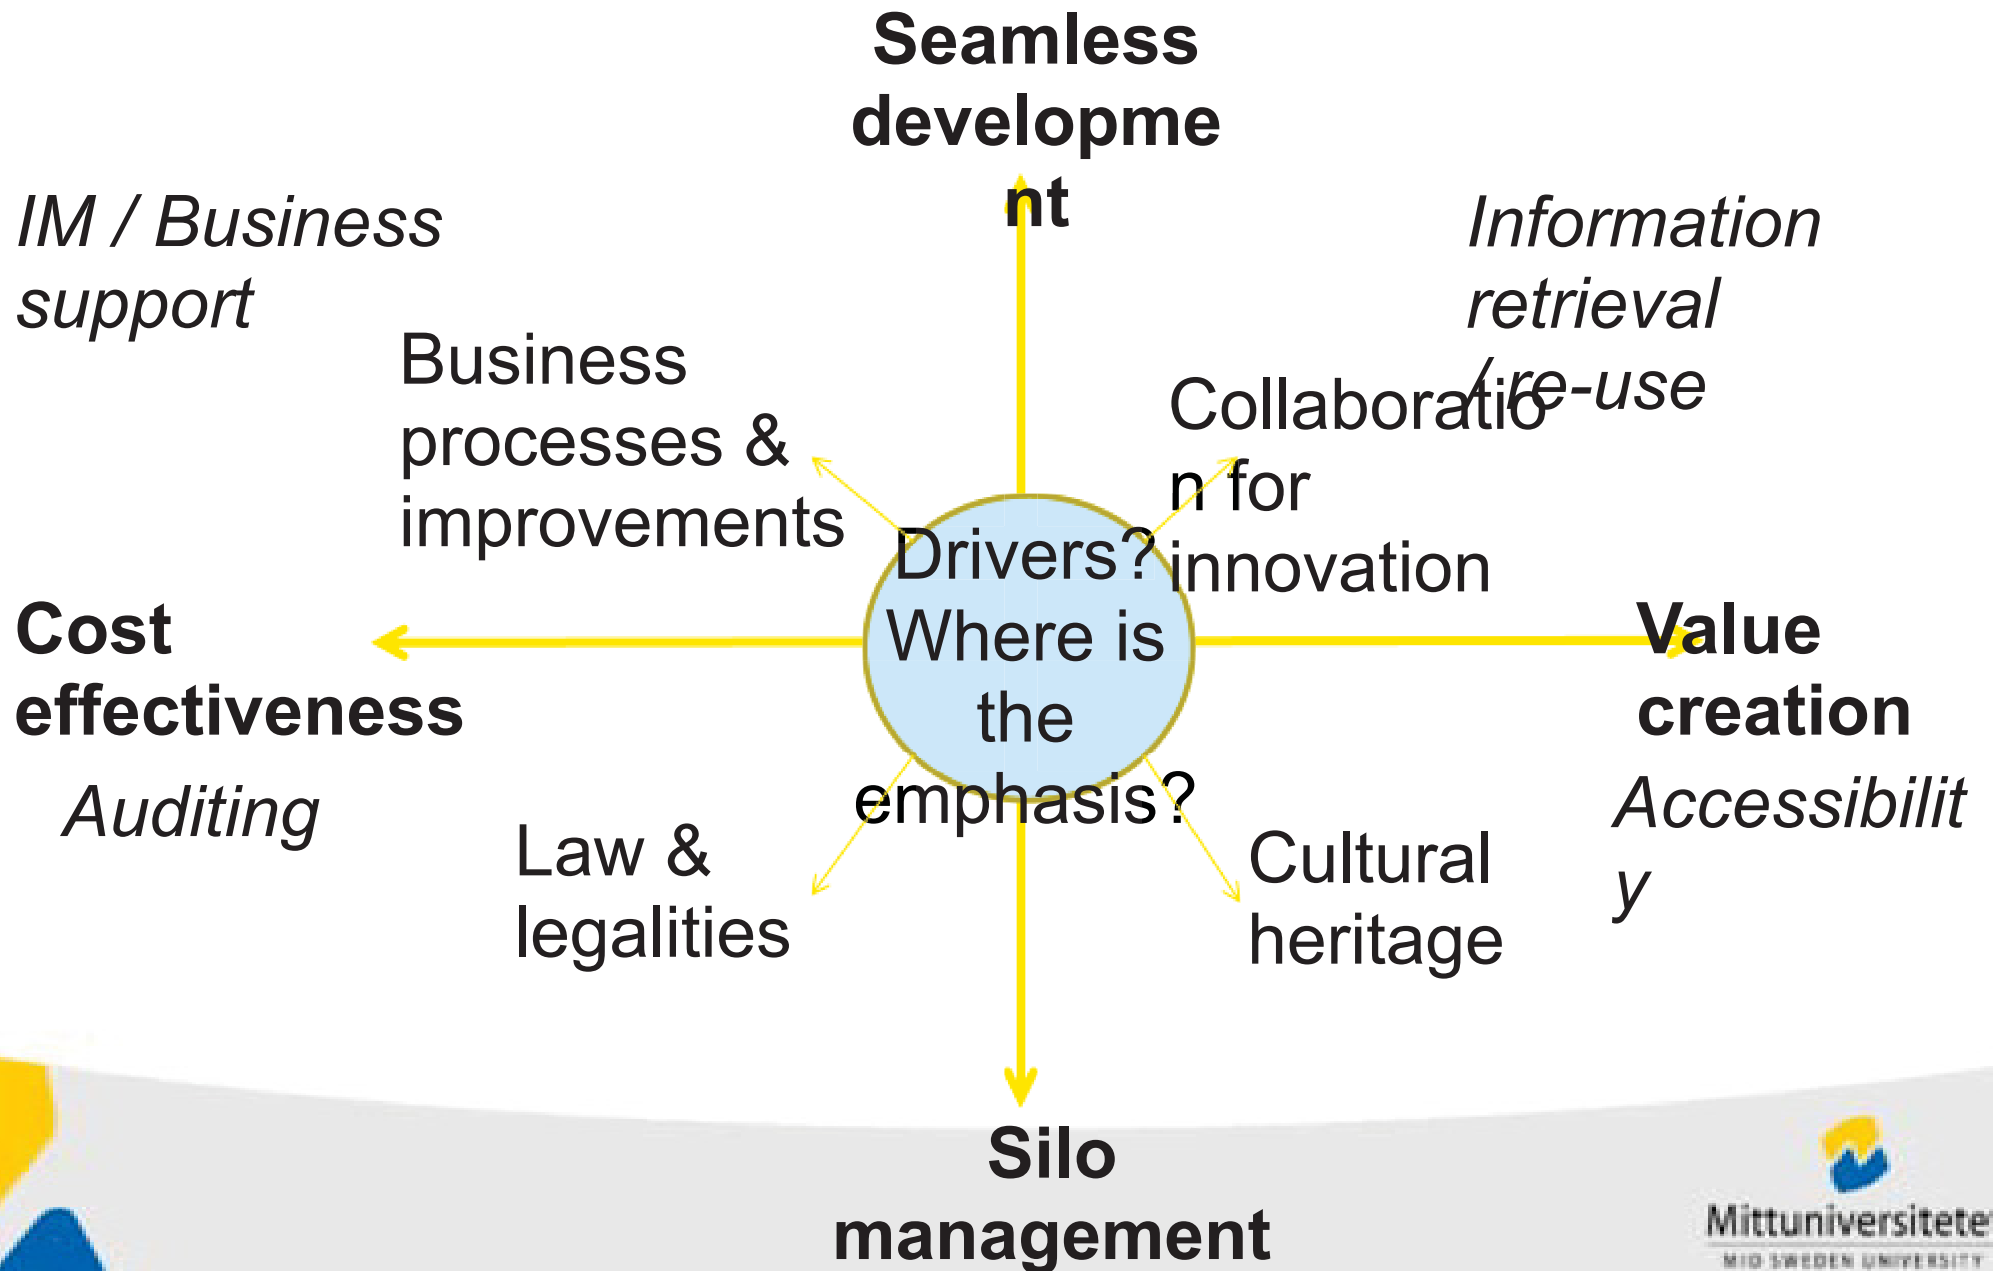 Seamless
developme
nt
IM / Business
support
Information
retrieval
/ re-use
Business
processes &
improvements
Collaboratio
n for
innovation
Drivers?
Where is
the
emphasis?
Cost
effectiveness
Value
creation
Auditing
Accessibilit
y
Law &
legalities
Cultural
heritage
Silo
management
Mittuniversitetet
MID SWEDEN UNIVERSITY